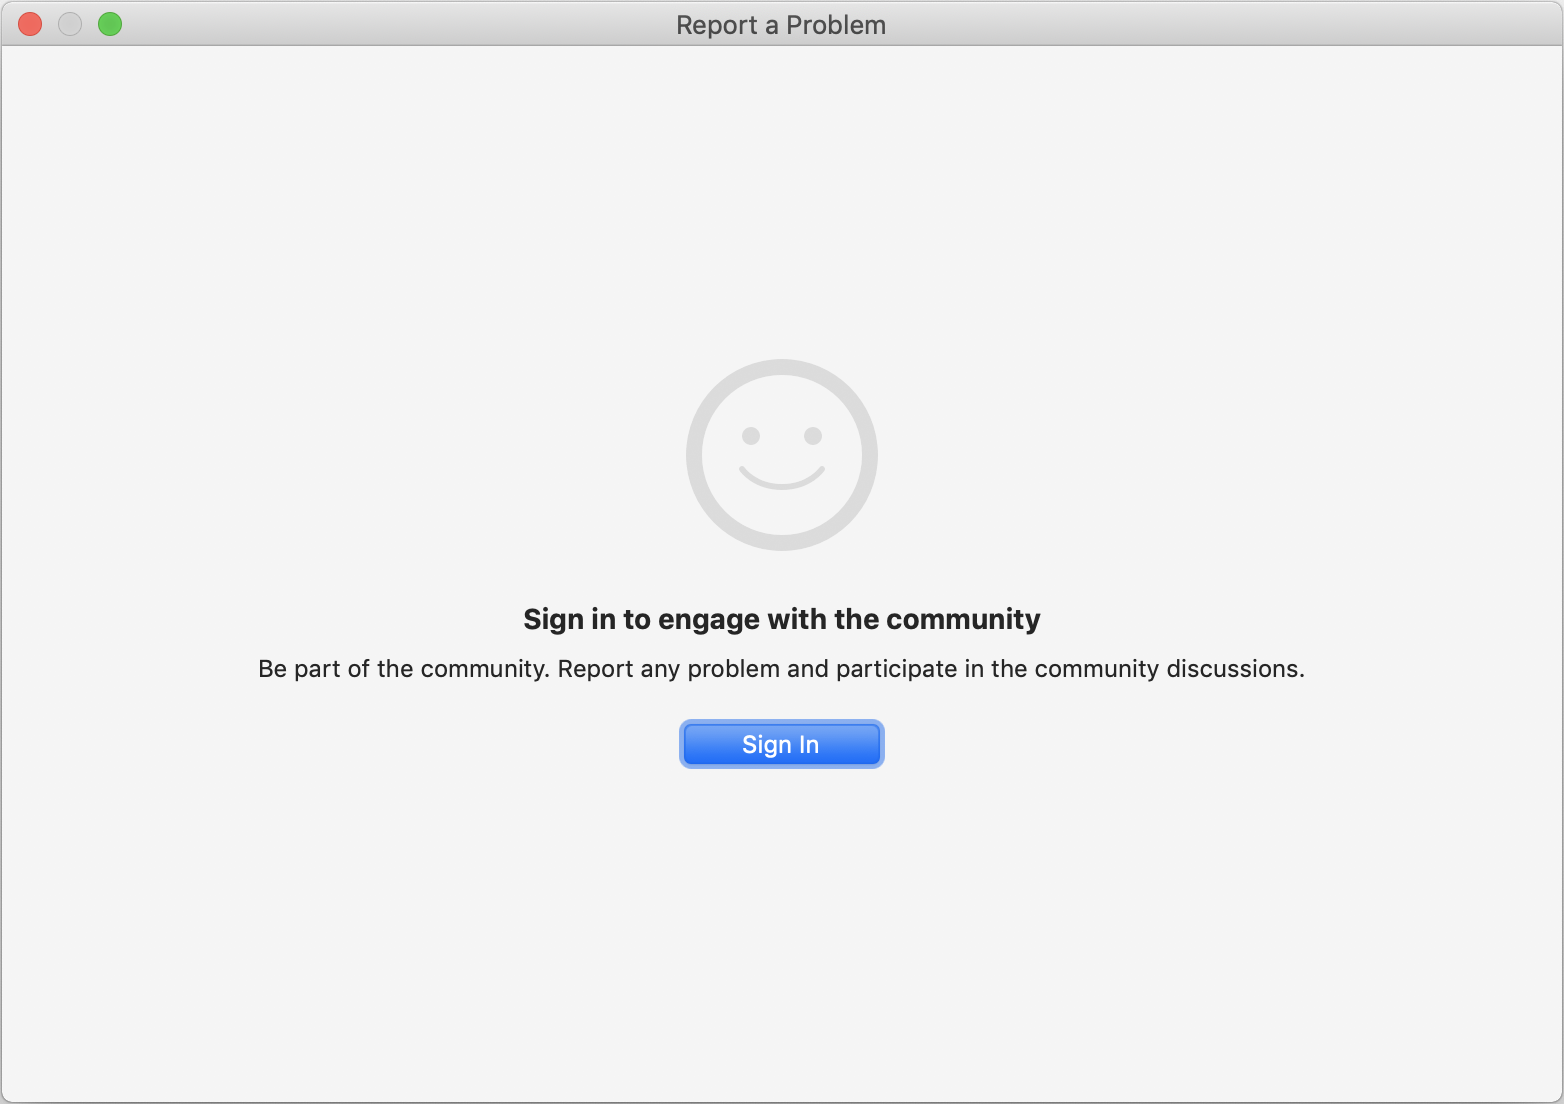 Report a Problem
Sign in to engage with the community
Be part of the community. Report any problem and participate in the community discussions.
Sign In